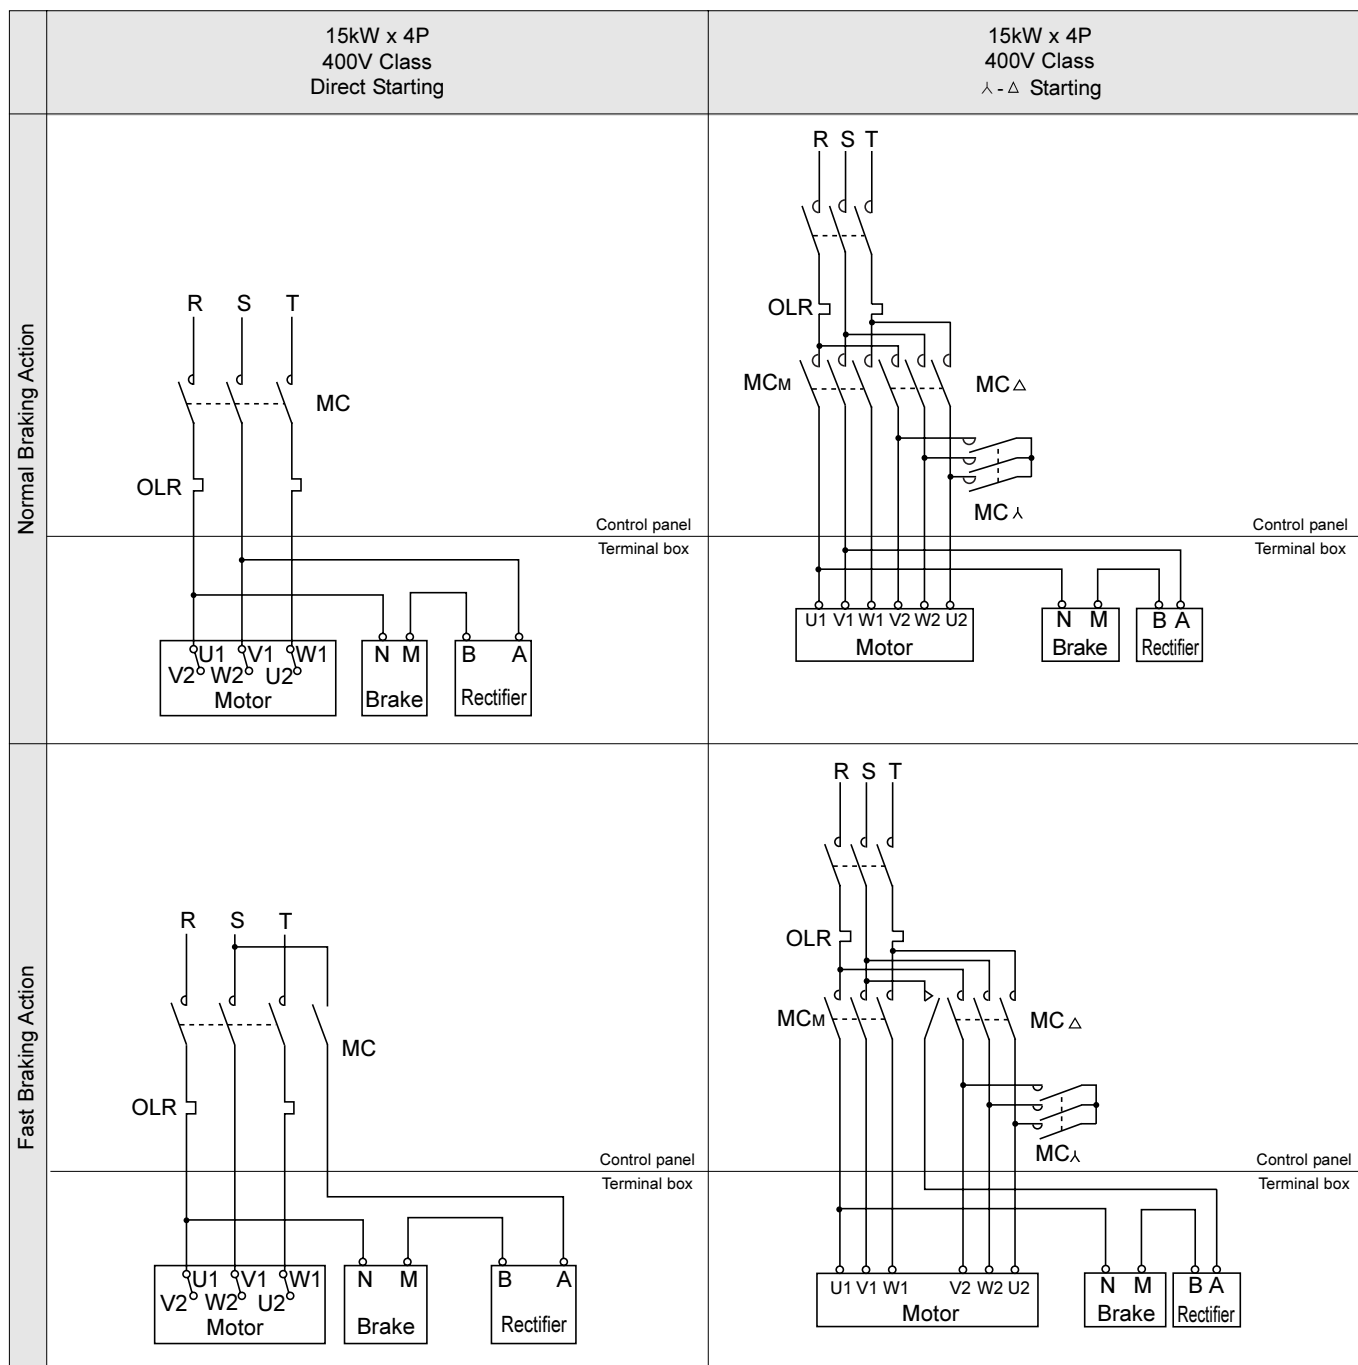 15kW x 4P
400V Class
Direct Starting
15kW x 4P
400V Class
⅄ - △ Starting
Normal Braking Action
R S T
MC
OLR
Control panel
Terminal box
U1 V1 W1
V2 W2 U2
Motor
N M
Brake
B A
Rectifier
R S T
OLR
MCM
MC △
MC ⅄
Control panel
Terminal box
U1 V1 W1 V2 W2 U2
Motor
N M
Brake
B A
Rectifier
Fast Braking Action
R S T
MC
OLR
Control panel
Terminal box
U1 V1 W1
V2 W2 U2
Motor
N M
Brake
B A
Rectifier
R S T
OLR
MCM
MC △
MC⅄
Control panel
Terminal box
U1 V1 W1 V2 W2 U2
Motor
N M
Brake
B A
Rectifier